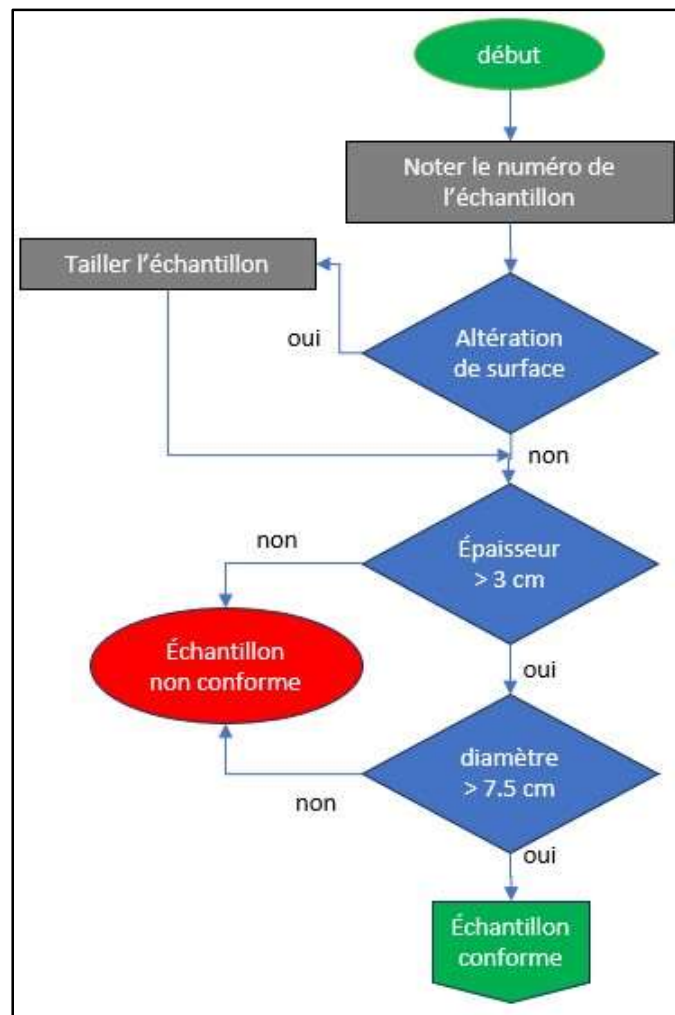 début
Noter le numéro de
l'échantillon
Tailler l'échantillon
oui
Altération
de surface
non
non
Épaisseur
> 3 cm
Échantillon
non conforme
oui
diamètre
> 7.5 cm
non
oui
Échantillon
conforme